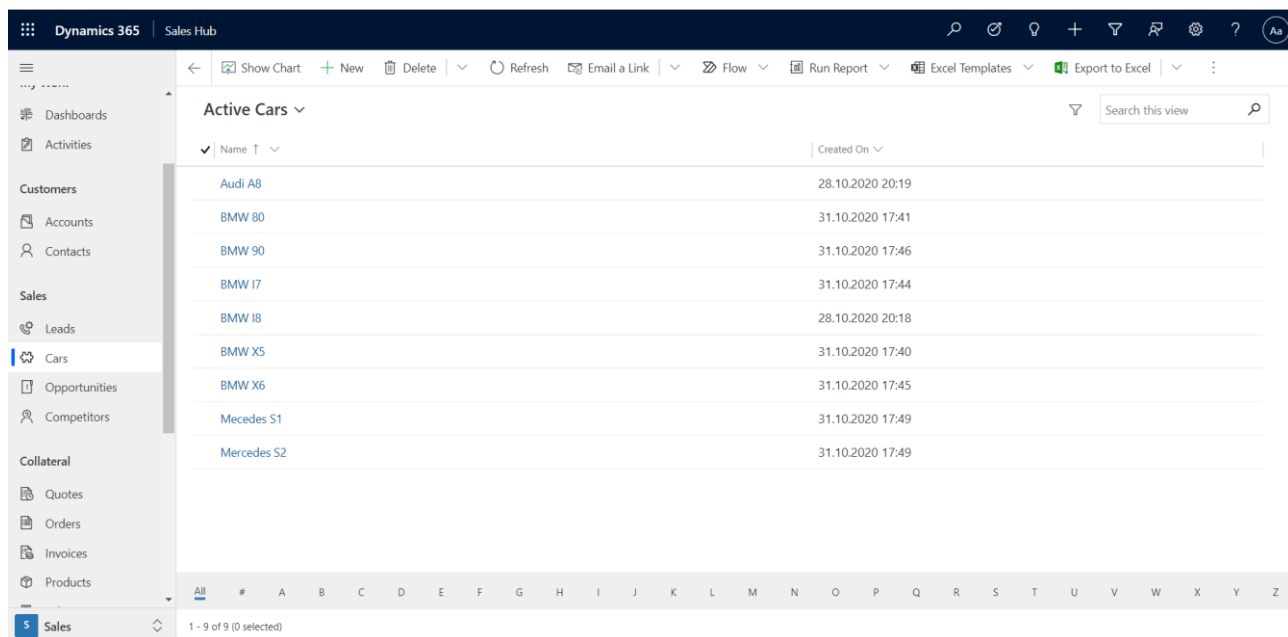 Dynamics 365 Sales Hub ? Aa
Show Chart New Delete Refresh Email a Link Flow Run Report Excel Templates Export to Excel
Dashboards
Activities
Customers
Accounts
Contacts
Sales
Leads
Cars
Opportunities
Competitors
Collateral
Quotes
Orders
Invoices
Products
S Sales
Active Cars Search this view
Name ↑ Created On
Audi A8 28.10.2020 20:19
BMW 80 31.10.2020 17:41
BMW 90 31.10.2020 17:46
BMW I7 31.10.2020 17:44
BMW I8 28.10.2020 20:18
BMW X5 31.10.2020 17:40
BMW X6 31.10.2020 17:45
Mecedes S1 31.10.2020 17:49
Mercedes S2 31.10.2020 17:49
All # A B C D E F G H I J K L M N O P Q R S T U V W X Y Z
1 - 9 of 9 (0 selected)